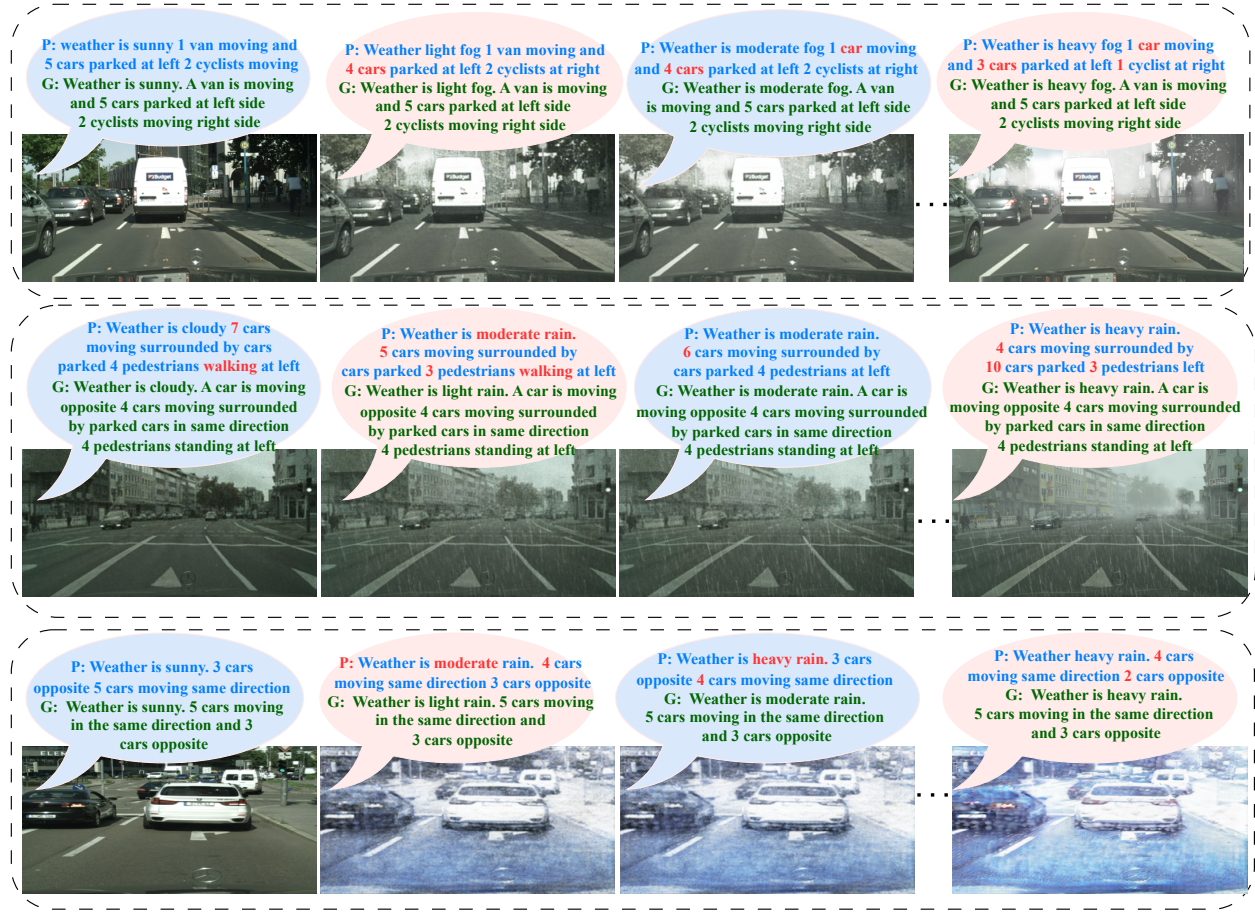 P: weather is sunny 1 van moving and
5 cars parked at left 2 cyclists moving
G: Weather is sunny. A van is moving
and 5 cars parked at left side
2 cyclists moving right side
P: Weather light fog 1 van moving and
4 cars parked at left 2 cyclists at right
G: Weather is light fog. A van is moving
and 5 cars parked at left side
2 cyclists moving right side
P: Weather is moderate fog 1 car moving
and 4 cars parked at left 2 cyclists at right
G: Weather is moderate fog. A van
is moving and 5 cars parked at left side
2 cyclists moving right side
P: Weather is heavy fog 1 car moving
and 3 cars parked at left 1 cyclist at right
G: Weather is heavy fog. A van is moving
and 5 cars parked at left side
2 cyclists moving right side
Budget
Budget
Budget
Budget
...
P: Weather is cloudy 7 cars
moving surrounded by cars
parked 4 pedestrians walking at left
G: Weather is cloudy. A car is moving
opposite 4 cars moving surrounded
by parked cars in same direction
4 pedestrians standing at left
P: Weather is moderate rain.
5 cars moving surrounded by
cars parked 3 pedestrians walking at left
G: Weather is light rain. A car is moving
opposite 4 cars moving surrounded
by parked cars in same direction
4 pedestrians standing at left
P: Weather is moderate rain.
6 cars moving surrounded by
cars parked 4 pedestrians at left
G: Weather is moderate rain. A car is
moving opposite 4 cars moving surrounded
by parked cars in same direction
4 pedestrians standing at left
P: Weather is heavy rain.
4 cars moving surrounded by
10 cars parked 3 pedestrians left
G: Weather is heavy rain. A car is
moving opposite 4 cars moving surrounded
by parked cars in same direction
4 pedestrians standing at left
...
P: Weather is sunny. 3 cars
opposite 5 cars moving same direction
G: Weather is sunny. 5 cars moving
in the same direction and 3
cars opposite
P: Weather is moderate rain. 4 cars
moving same direction 3 cars opposite
G: Weather is light rain. 5 cars moving
in the same direction and
3 cars opposite
P: Weather is heavy rain. 3 cars
opposite 4 cars moving same direction
G: Weather is moderate rain.
5 cars moving in the same direction
and 3 cars opposite
P: Weather heavy rain. 4 cars
moving same direction 2 cars opposite
G: Weather is heavy rain.
5 cars moving in the same direction
and 3 cars opposite
...